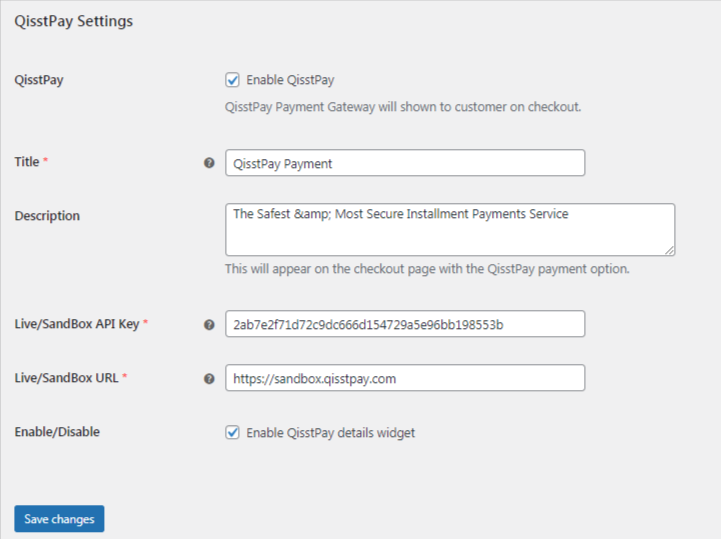 QisstPay Settings
QisstPay
Enable QisstPay
QisstPay Payment Gateway will shown to customer on checkout.
Title *
QisstPay Payment
Description
The Safest &amp; Most Secure Installment Payments Service
This will appear on the checkout page with the QisstPay payment option.
Live/SandBox API Key *
2ab7e2f71d72c9dc666d154729a5e96bb198553b
Live/SandBox URL *
https://sandbox.qisstpay.com
Enable/Disable
Enable QisstPay details widget
Save changes